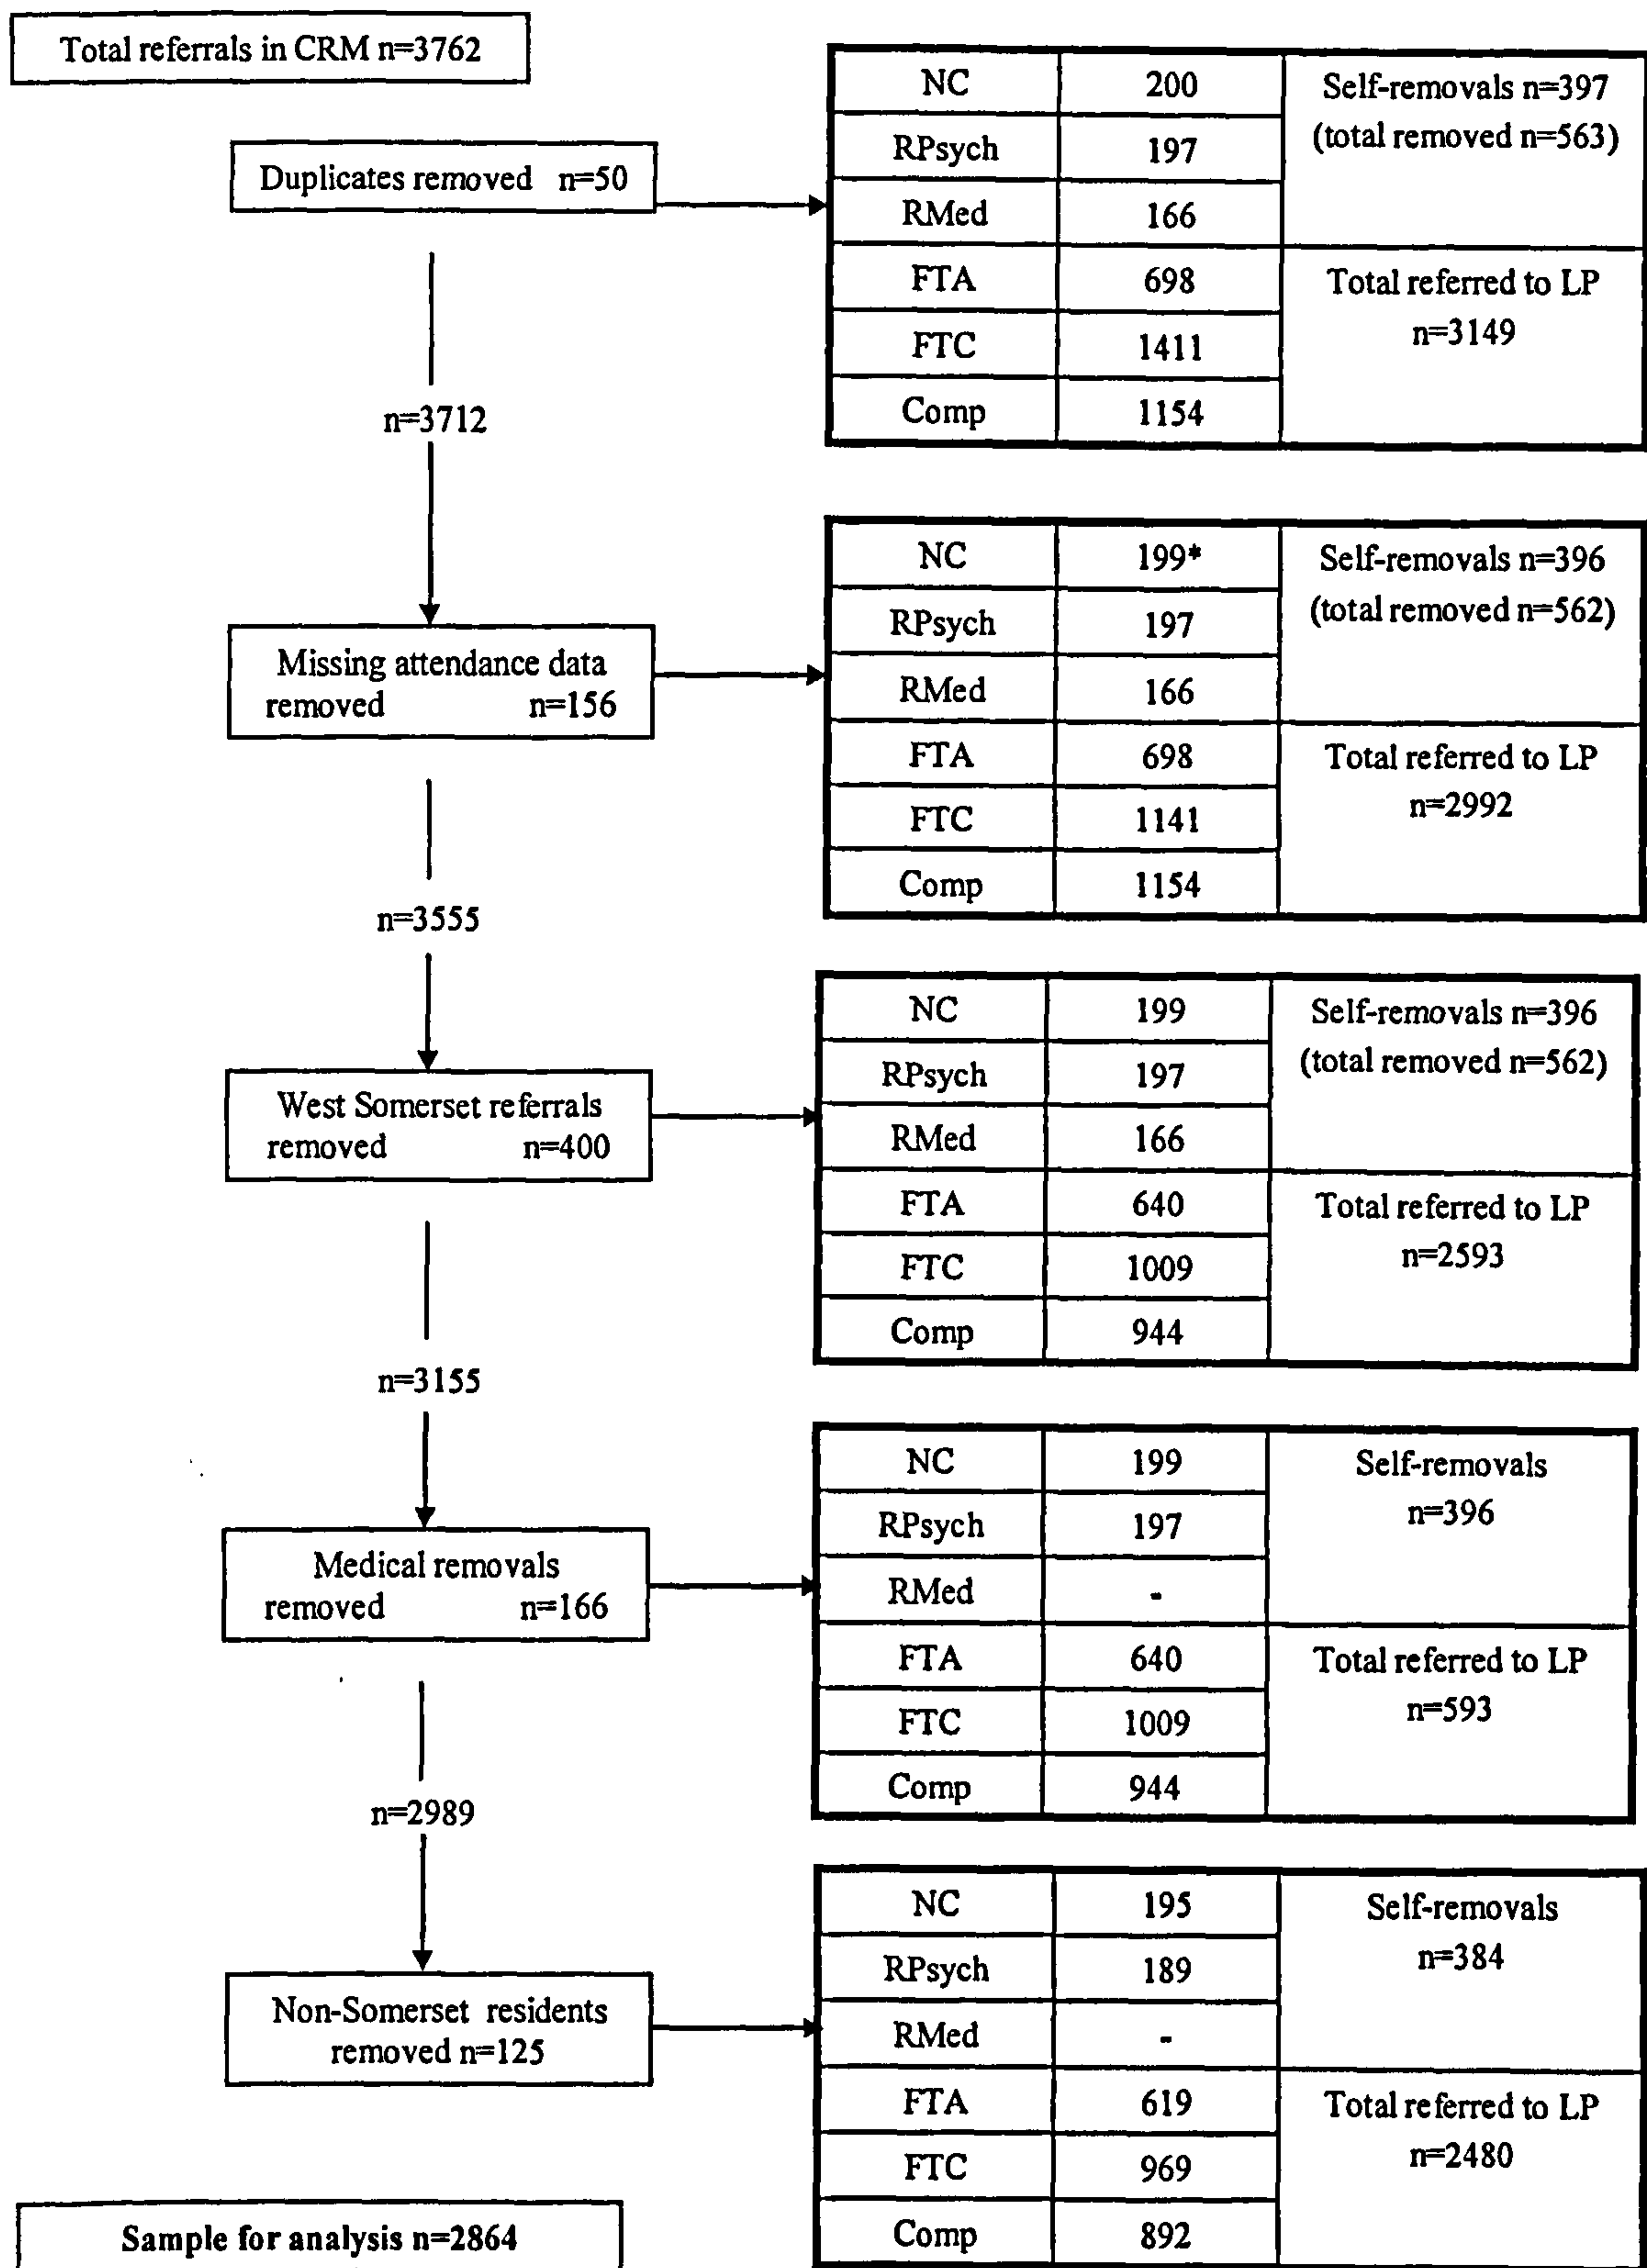 Total referrals in CRM n=3762
Duplicates removed n=50
NC 200 Self-removals n=397
(total removed n=563)
RPsych 197
RMed 166
FTA 698 Total referred to LP
n=3149
FTC 1411
Comp 1154
n=3712
Missing attendance data
removed n=156
NC 199* Self-removals n=396
(total removed n=562)
RPsych 197
RMed 166
FTA 698 Total referred to LP
n=2992
FTC 1141
Comp 1154
n=3555
West Somerset referrals
removed n=400
NC 199 Self-removals n=396
(total removed n=562)
RPsych 197
RMed 166
FTA 640 Total referred to LP
n=2593
FTC 1009
Comp 944
n=3155
Medical removals
removed n=166
NC 199 Self-removals
n=396
RPsych 197
RMed -
FTA 640 Total referred to LP
n=593
FTC 1009
Comp 944
n=2989
Non-Somerset residents
removed n=125
NC 195 Self-removals
n=384
RPsych 189
RMed -
FTA 619 Total referred to LP
n=2480
FTC 969
Comp 892
Sample for analysis n=2864